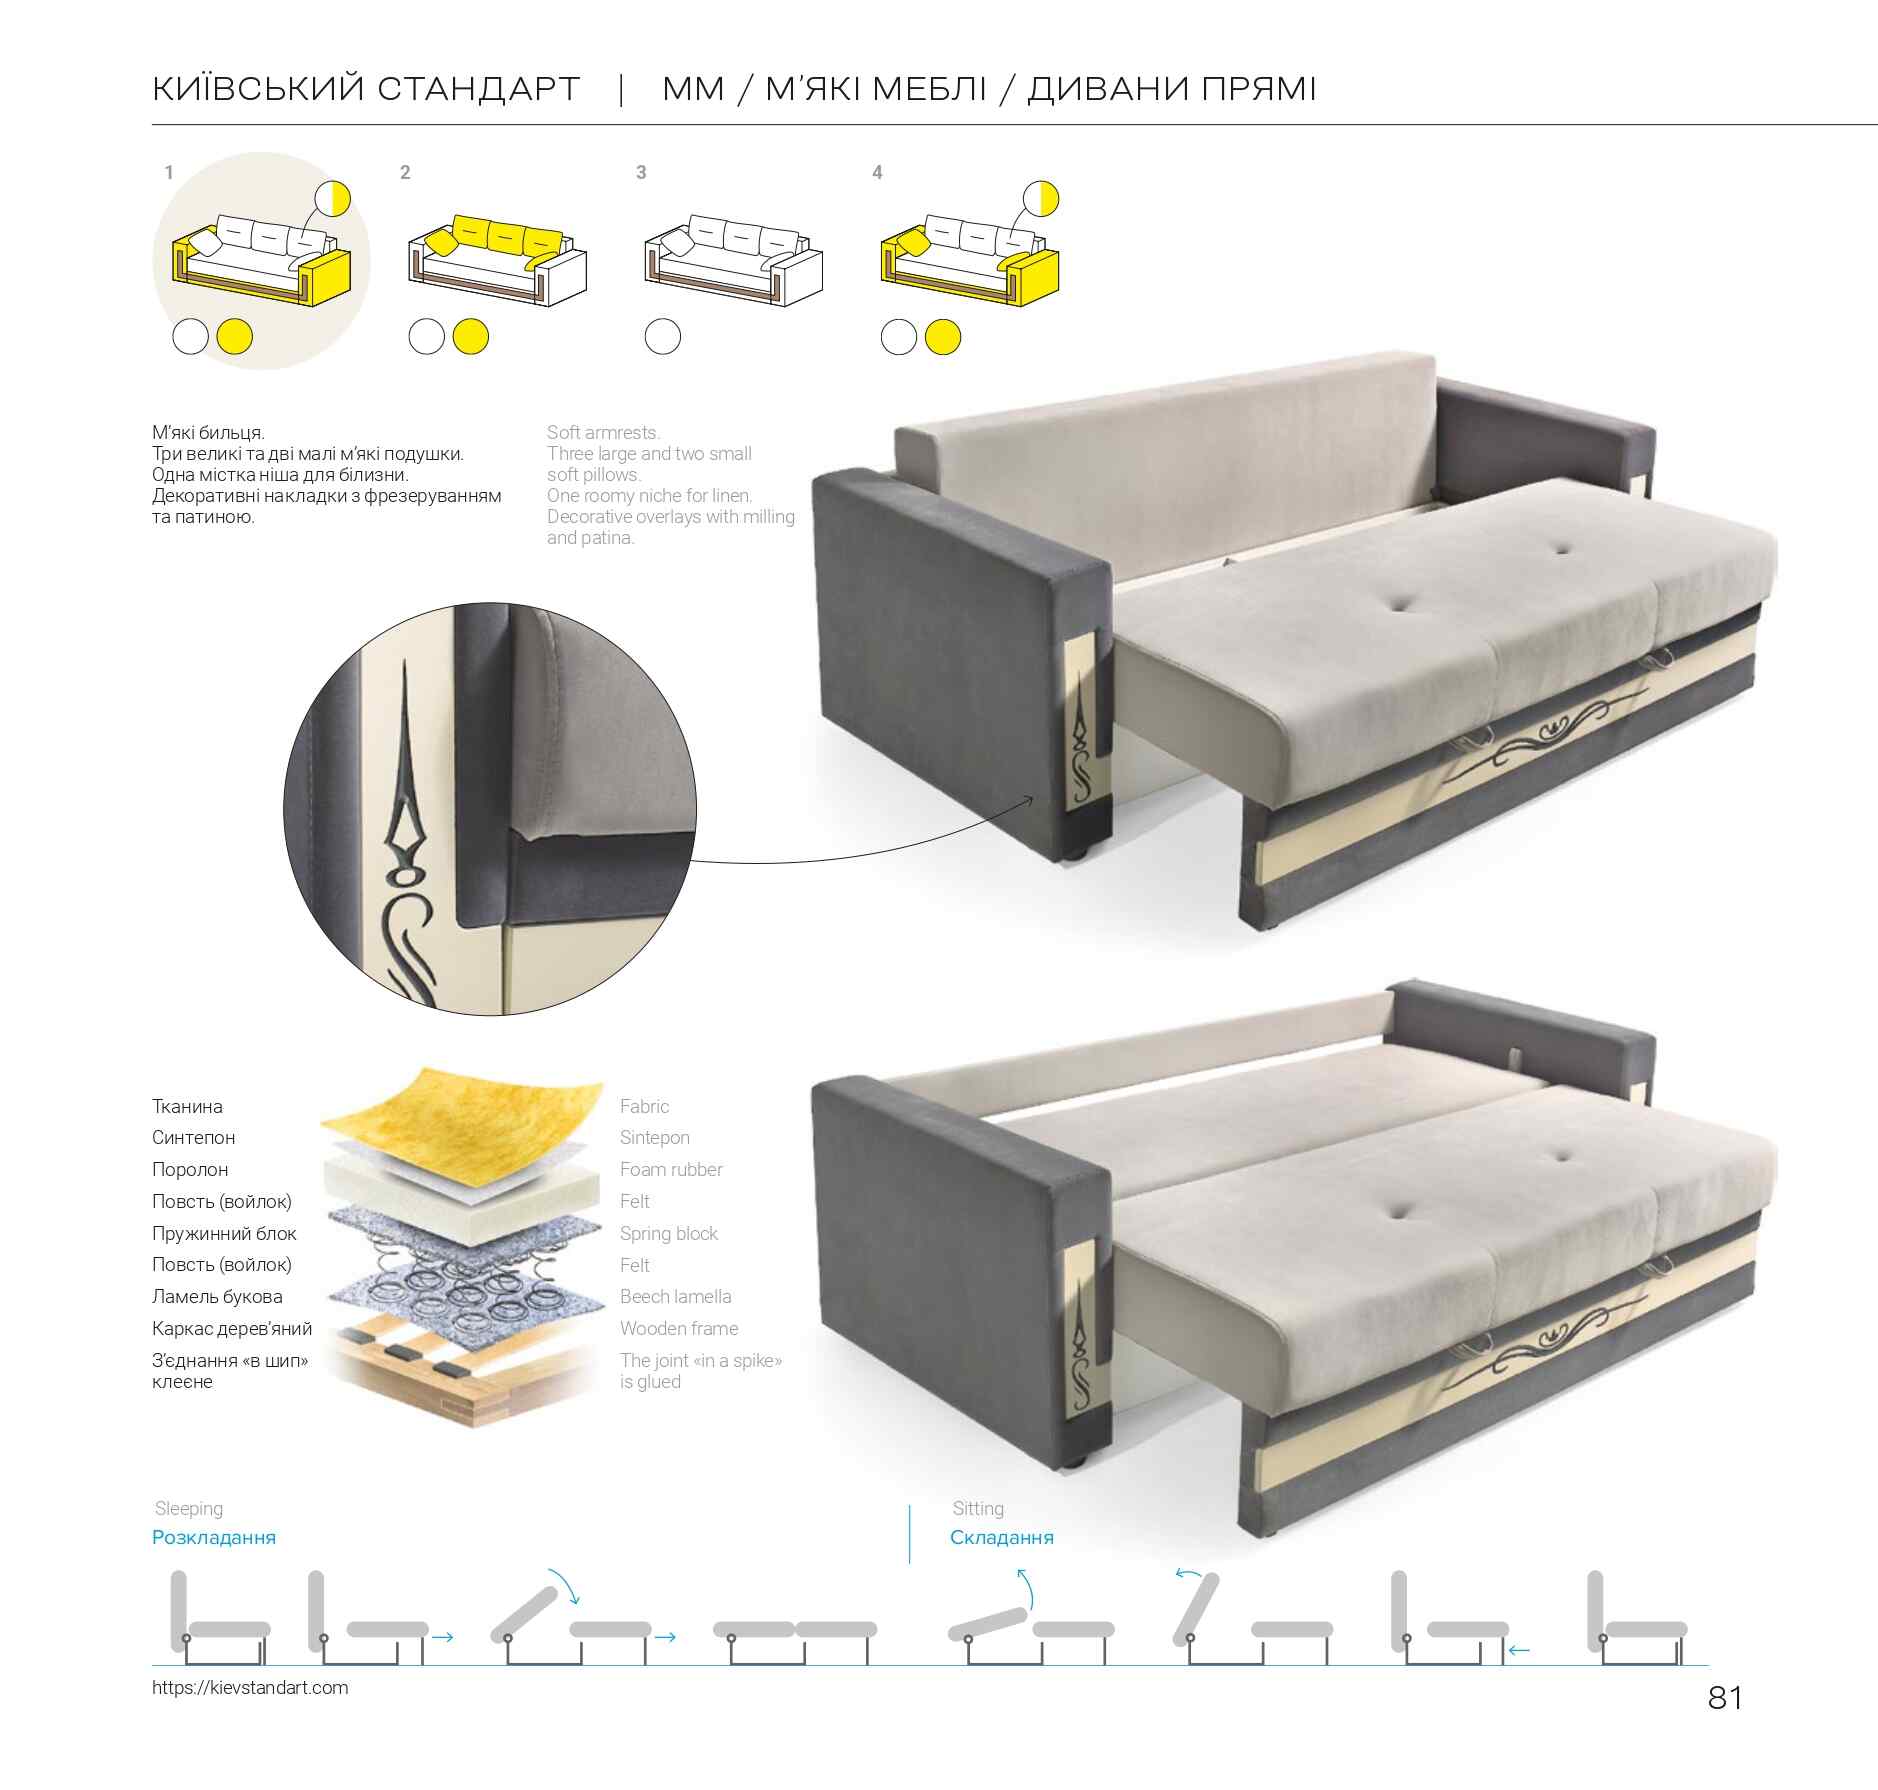 КИЇВСЬКИЙ СТАНДАРТ | ММ / М’ЯКІ МЕБЛІ / ДИВАНИ ПРЯМІ
1
2
3
4
М’які бильця.
Три великі та дві малі м’які подушки.
Одна містка ніша для білизни.
Декоративні накладки з фрезеруванням
та патиною.
Soft armrests.
Three large and two small
soft pillows.
One roomy niche for linen.
Decorative overlays with milling
and patina.
Тканина
Синтепон
Поролон
Повсть (войлок)
Пружинний блок
Повсть (войлок)
Ламель букова
Каркас дерев’яний
З’єднання «в шип»
клеєне
Fabric
Sintepon
Foam rubber
Felt
Spring block
Felt
Beech lamella
Wooden frame
The joint «in a spike»
is glued
Sleeping
Розкладання
Sitting
Складання
https://kievstandart.com
81